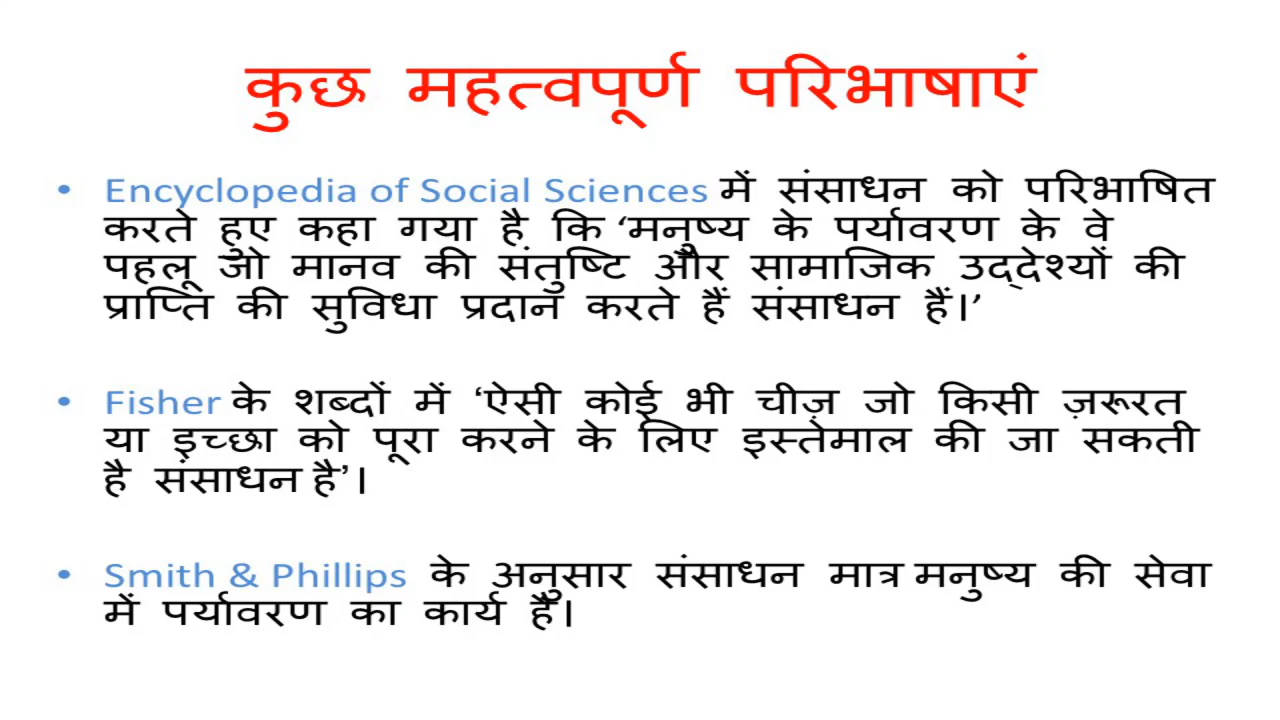 कुछ महत्वपूर्ण परिभाषाएं
• Encyclopedia of Social Sciences में संसाधन को परिभाषित
करते हुए कहा गया है कि ‘मनुष्य के पर्यावरण के वे
पहलू जो मानव की संतुष्टि और सामाजिक उद्देश्यों की
प्राप्ति की सुविधा प्रदान करते हैं संसाधन हैं।’
• Fisher के शब्दों में ‘ऐसी कोई भी चीज़ जो किसी ज़रूरत
या इच्छा को पूरा करने के लिए इस्तेमाल की जा सकती
है संसाधन है’।
• Smith & Phillips के अनुसार संसाधन मात्र मनुष्य की सेवा
में पर्यावरण का कार्य है।